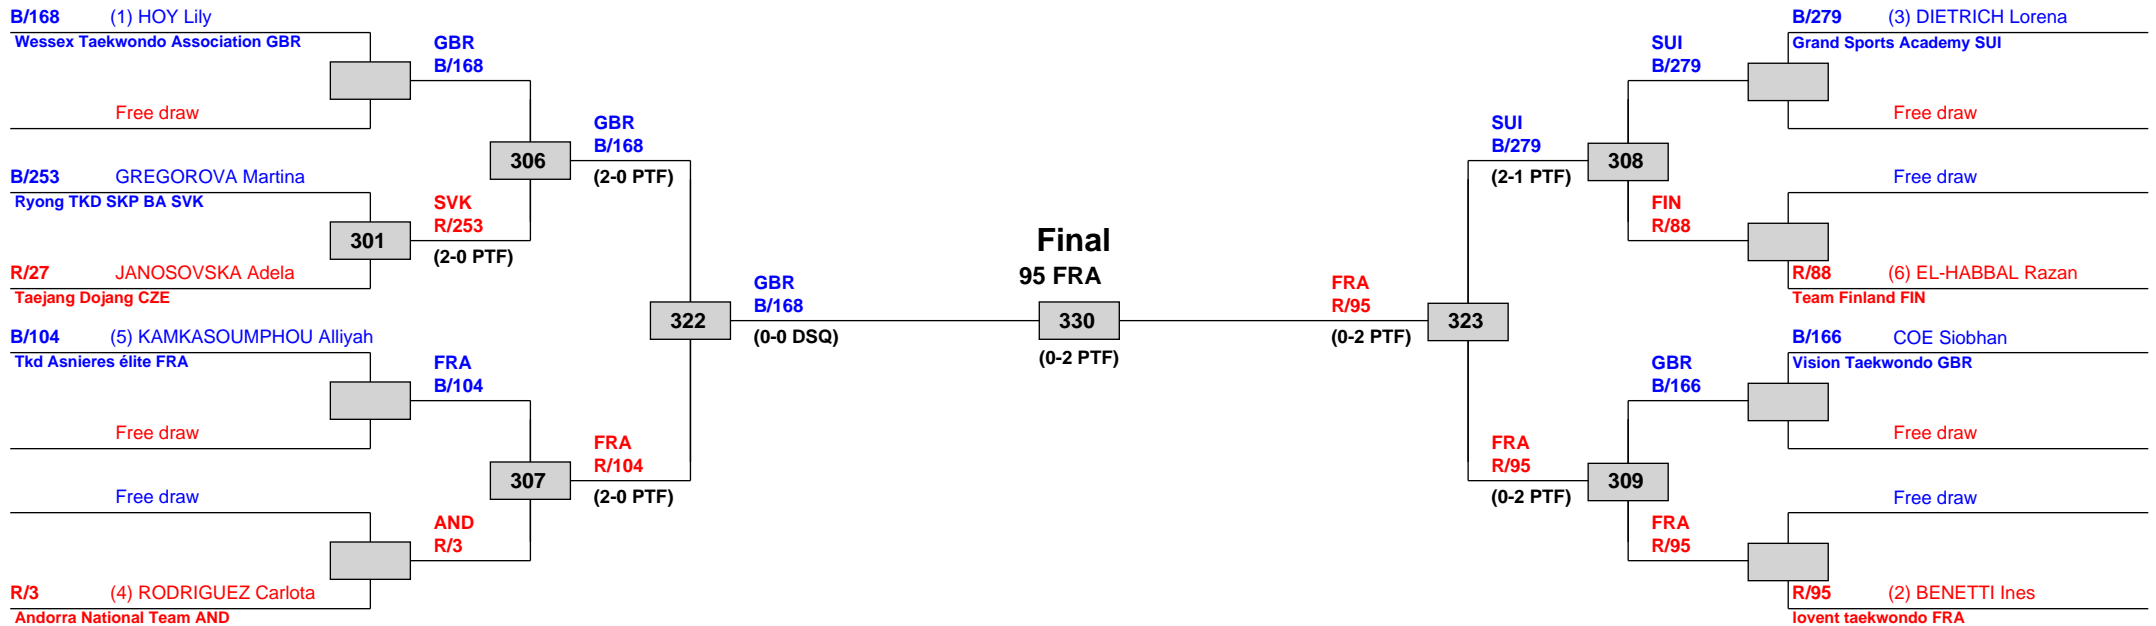 B/168 (1) HOY Lily
Wessex Taekwondo Association GBR
Free draw
B/253 GREGOROVA Martina
Ryong TKD SKP BA SVK
301
R/27 JANOSOVSKA Adela
Taejang Dojang CZE
B/104 (5) KAMKASOUMPHOU Alliyah
Tkd Asnieres élite FRA
Free draw
Free draw
R/3 (4) RODRIGUEZ Carlota
Andorra National Team AND
GBR
B/168
306
SVK
R/253
(2-0 PTF)
FRA
B/104
307
AND
R/3
GBR
B/168
(2-0 PTF)
322
FRA
R/104
(2-0 PTF)
GBR
B/168
(0-0 DSQ)
Final
95 FRA
330
(0-2 PTF)
FRA
R/95
(0-2 PTF)
323
SUI
B/279
(2-1 PTF)
FRA
R/95
(0-2 PTF)
SUI
B/279
308
FIN
R/88
GBR
B/166
309
FRA
R/95
B/279 (3) DIETRICH Lorena
Grand Sports Academy SUI
Free draw
Free draw
R/88 (6) EL-HABBAL Razan
Team Finland FIN
B/166 COE Siobhan
Vision Taekwondo GBR
Free draw
Free draw
R/95 (2) BENETTI Ines
lovent taekwondo FRA